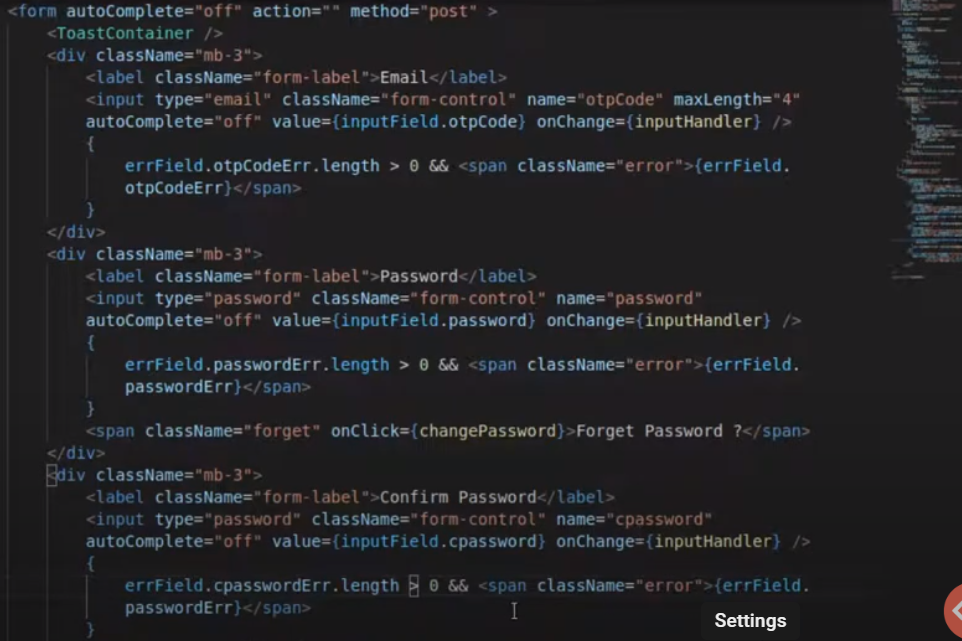 <form autoComplete="off" action="" method="post" >
<ToastContainer />
<div className="mb-3">
<label className="form-label">Email</label>
<input type="email" className="form-control" name="otpCode" maxLength="4"
autoComplete="off" value={inputField.otpCode} onChange={inputHandler} />
{
errField.otpCodeErr.length > 0 && <span className="error">{errField.
otpCodeErr}</span>
}
</div>
<div className="mb-3">
<label className="form-label">Password</label>
<input type="password" className="form-control" name="password"
autoComplete="off" value={inputField.password} onChange={inputHandler} />
{
errField.passwordErr.length > 0 && <span className="error">{errField.
passwordErr}</span>
}
<span className="forget" onClick={changePassword}>Forget Password ?</span>
</div>
<div className="mb-3">
<label className="form-label">Confirm Password</label>
<input type="password" className="form-control" name="cpassword"
autoComplete="off" value={inputField.cpassword} onChange={inputHandler} />
{
errField.cpasswordErr.length > 0 && <span className="error">{errField.
passwordErr}</span>
}
Settings